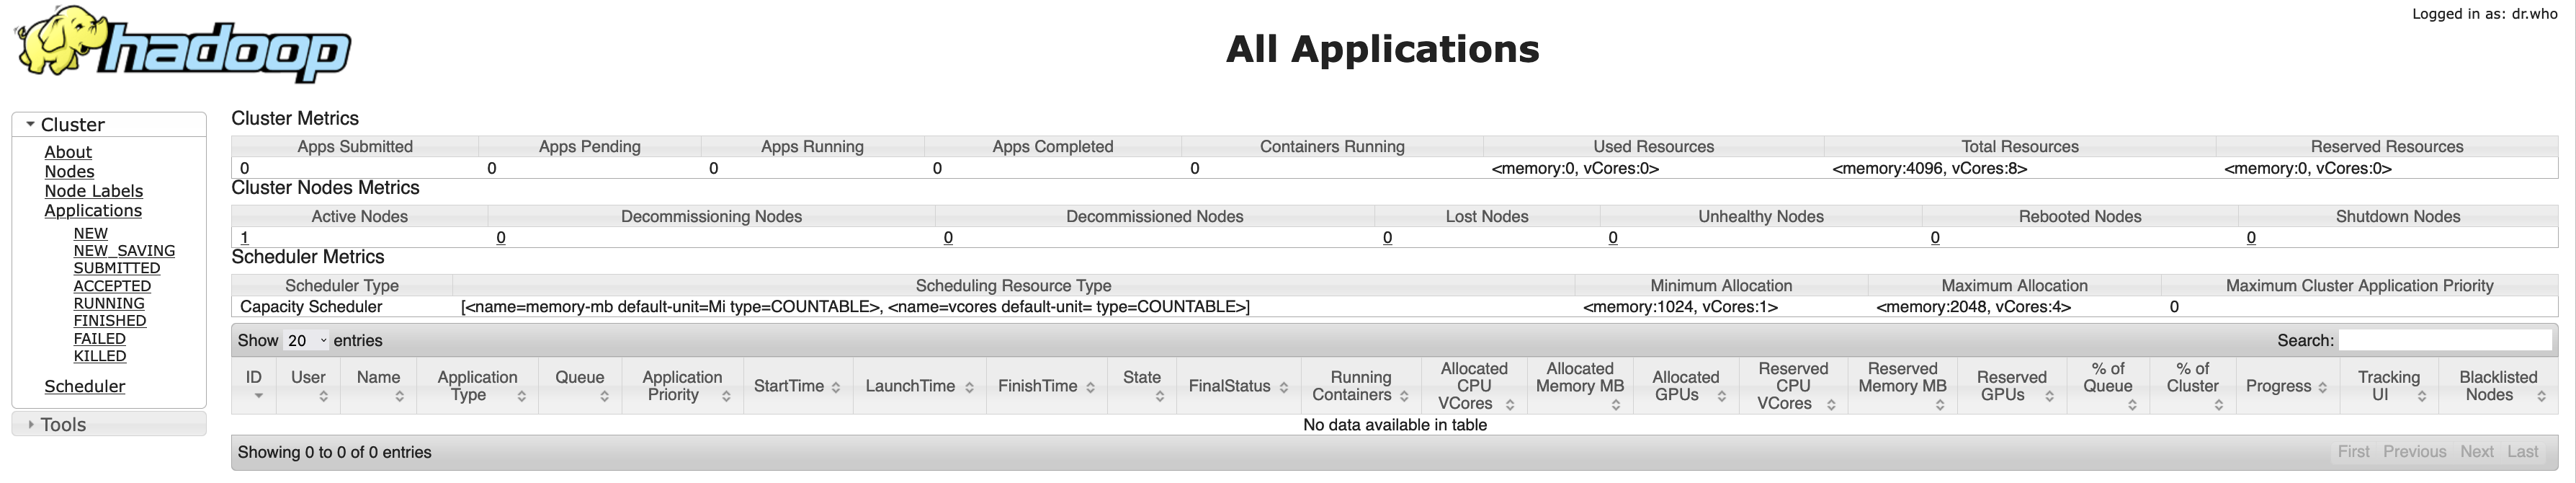 hadoop
All Applications
Logged in as: dr.who
Cluster
About
Nodes
Node Labels
Applications
NEW
NEW_SAVING
SUBMITTED
ACCEPTED
RUNNING
FINISHED
FAILED
KILLED
Scheduler
Tools
Cluster Metrics
Apps Submitted Apps Pending Apps Running Apps Completed Containers Running Used Resources Total Resources Reserved Resources
0 0 0 0 0 <memory:0, vCores:0> <memory:4096, vCores:8> <memory:0, vCores:0>
Cluster Nodes Metrics
Active Nodes Decommissioning Nodes Decommissioned Nodes Lost Nodes Unhealthy Nodes Rebooted Nodes Shutdown Nodes
1 0 0 0 0 0 0
Scheduler Metrics
Scheduler Type Scheduling Resource Type Minimum Allocation Maximum Allocation Maximum Cluster Application Priority
Capacity Scheduler [<name=memory-mb default-unit=Mi type=COUNTABLE>, <name=vcores default-unit= type=COUNTABLE>] <memory:1024, vCores:1> <memory:2048, vCores:4> 0
Show 20 entries Search:
ID User Name Application Type Queue Application Priority StartTime LaunchTime FinishTime State FinalStatus Running Containers Allocated CPU VCores Allocated Memory MB Allocated GPUs Reserved CPU VCores Reserved Memory MB Reserved GPUs % of Queue % of Cluster Progress Tracking UI Blacklisted Nodes
No data available in table
Showing 0 to 0 of 0 entries First Previous Next Last